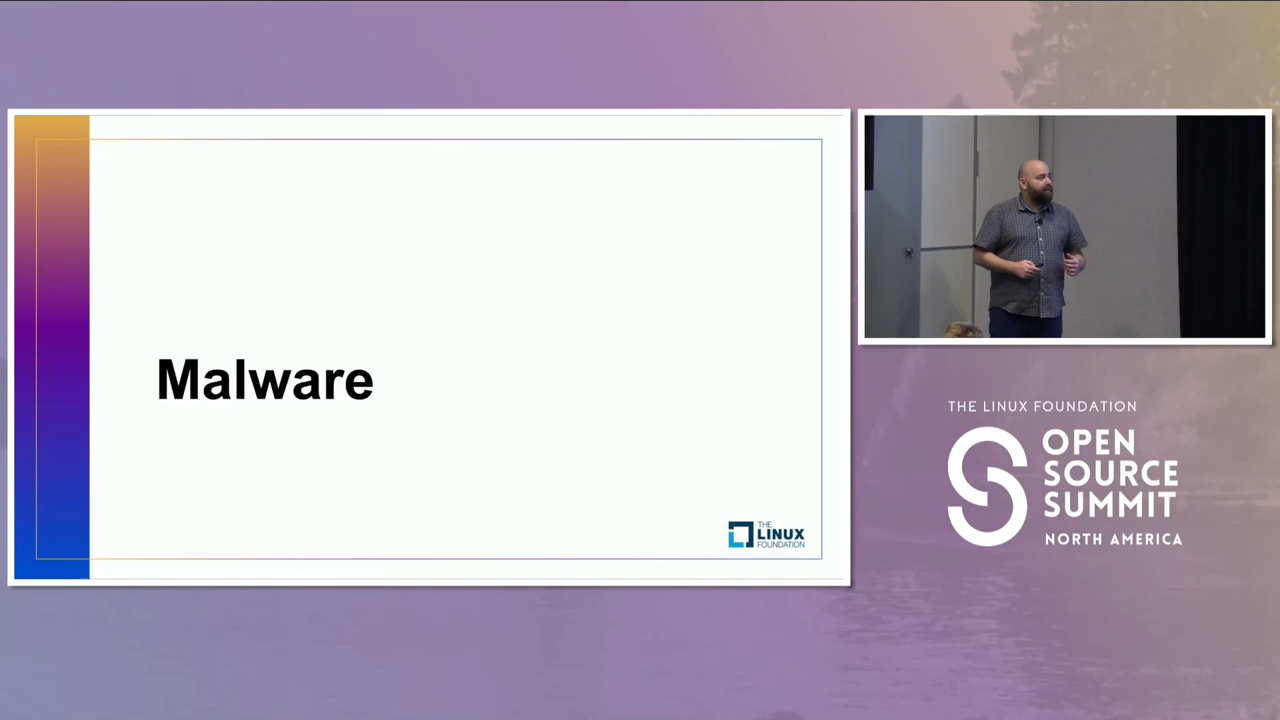 Malware
THE
LINUX
FOUNDATION
THE LINUX FOUNDATION
OPEN
SOURCE
SUMMIT
NORTH AMERICA